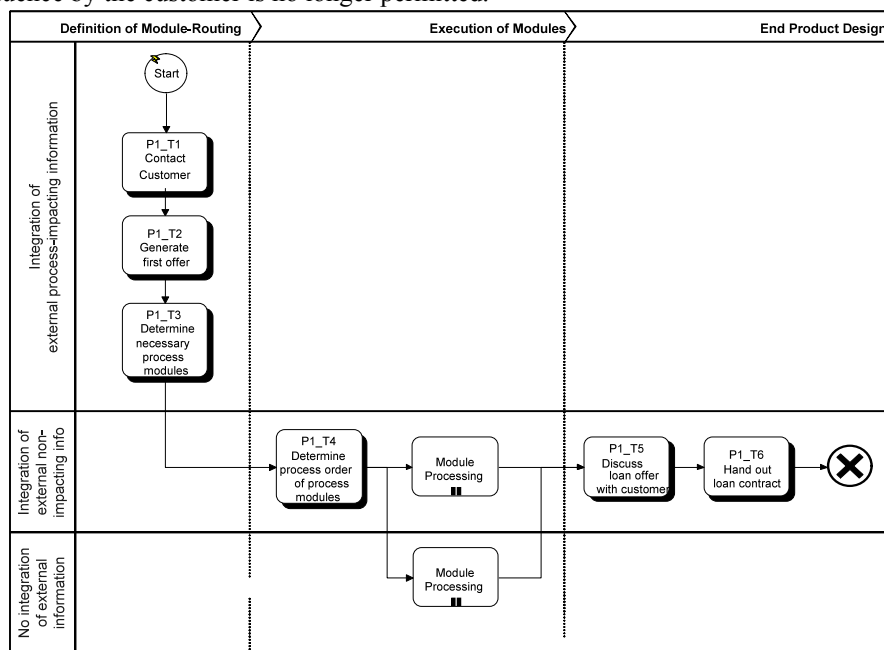 dence by the customer is no longer permitted.
Definition of Module-Routing
Execution of Modules
End Product Design
Integration of
external process-impacting information
Start
P1_T1
Contact
Customer
P1_T2
Generate
first offer
P1_T3
Determine
necessary
process
modules
Integration of
external non-
impacting info
P1_T4
Determine
process order
of process
modules
Module
Processing
P1_T5
Discuss
loan offer
with customer
P1_T6
Hand out
loan contract
No integration
of external
information
Module
Processing